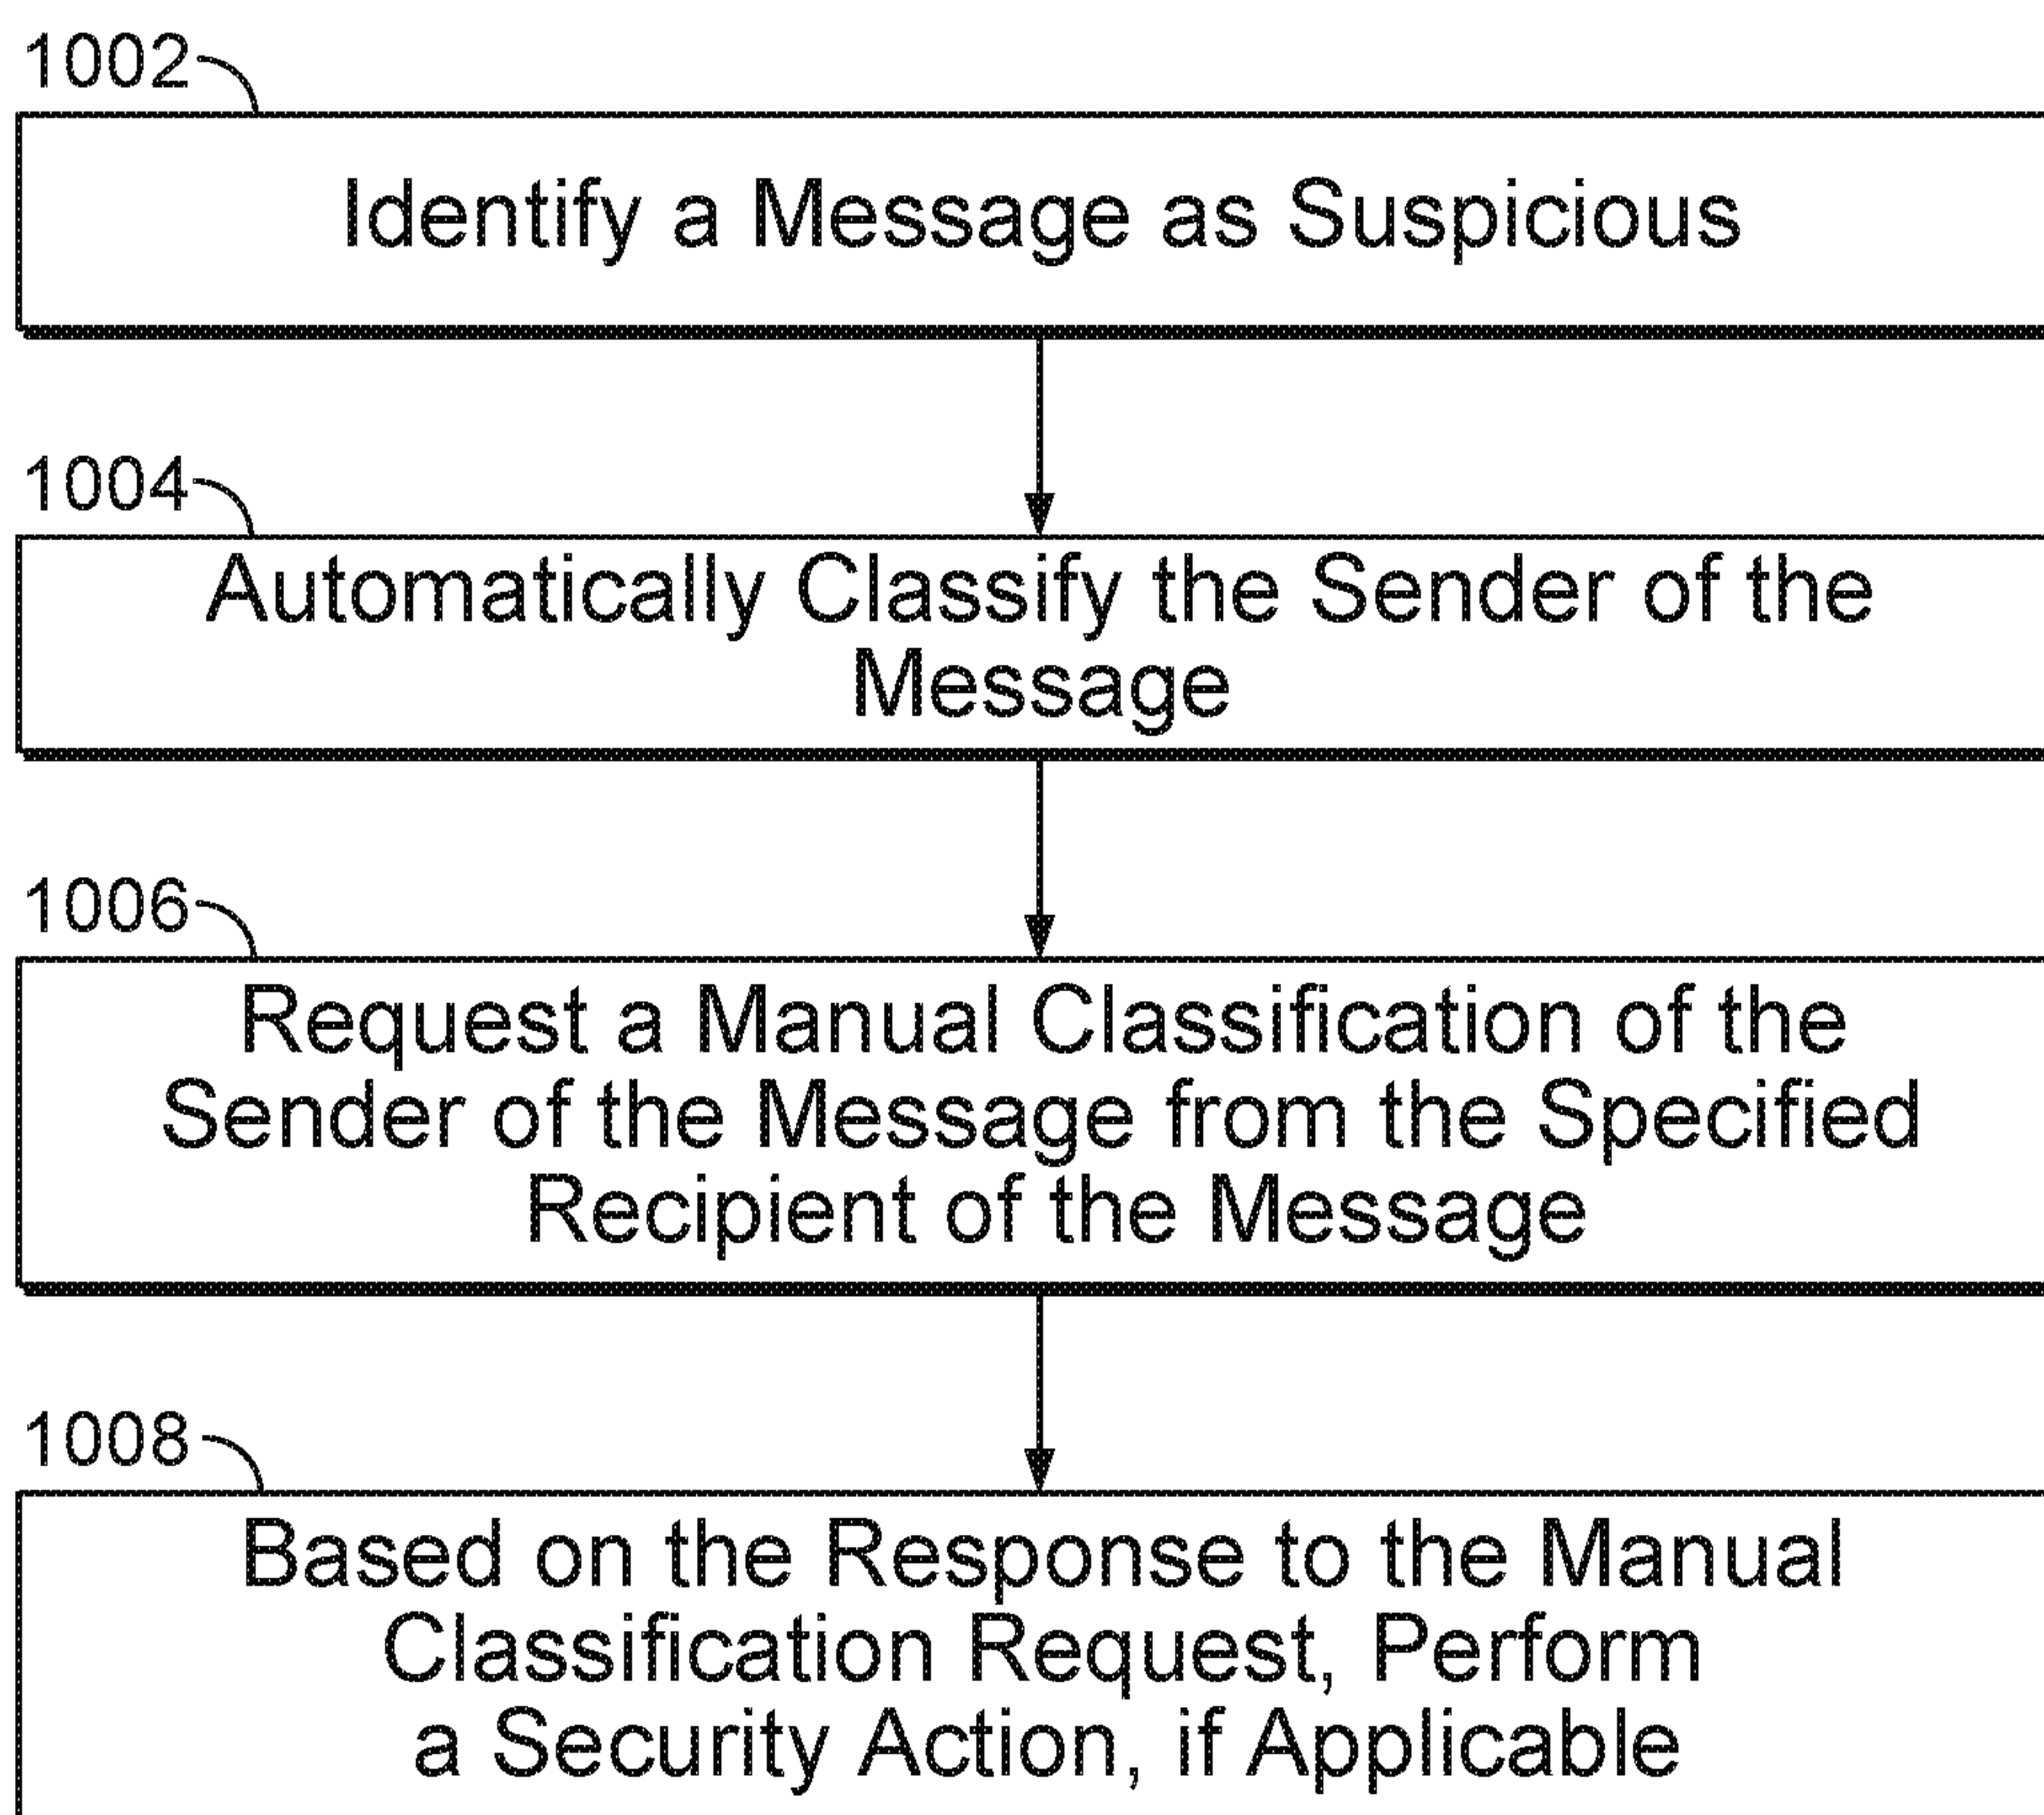 1002
Identify a Message as Suspicious
1004
Automatically Classify the Sender of the
Message
1006
Request a Manual Classification of the
Sender of the Message from the Specified
Recipient of the Message
1008
Based on the Response to the Manual
Classification Request, Perform
a Security Action, if Applicable